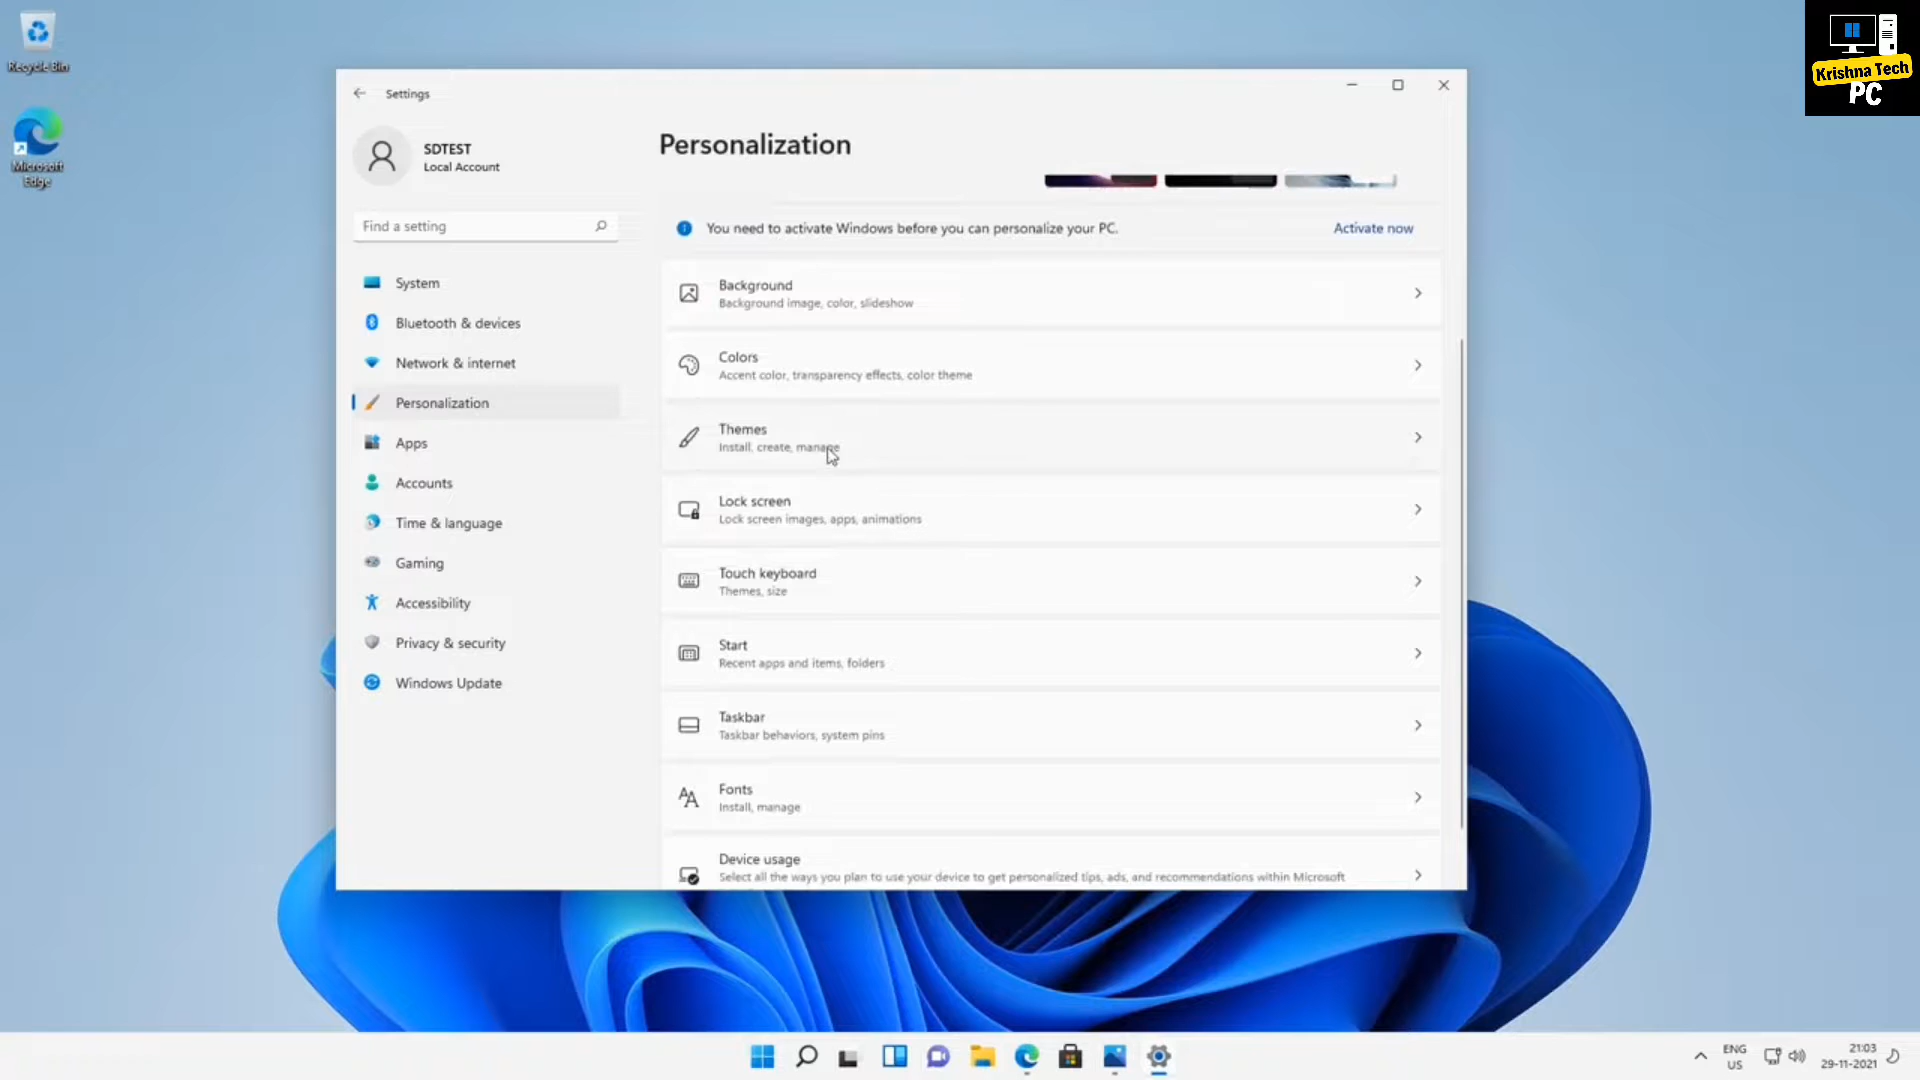 Recycle Bin
Microsoft
Edge
Krishna Tech
PC
Settings
SDTEST
Local Account
Find a setting
System
Bluetooth & devices
Network & internet
Personalization
Apps
Accounts
Time & language
Gaming
Accessibility
Privacy & security
Windows Update
Personalization
You need to activate Windows before you can personalize your PC.
Activate now
Background
Background image, color, slideshow
Colors
Accent color, transparency effects, color theme
Themes
Install, create, manage
Lock screen
Lock screen images, apps, animations
Touch keyboard
Themes, size
Start
Recent apps and items, folders
Taskbar
Taskbar behaviors, system pins
Fonts
Install, manage
Device usage
Select all the ways you plan to use your device to get personalized tips, ads, and recommendations within Microsoft
ENG
US
21:03
29-11-2021